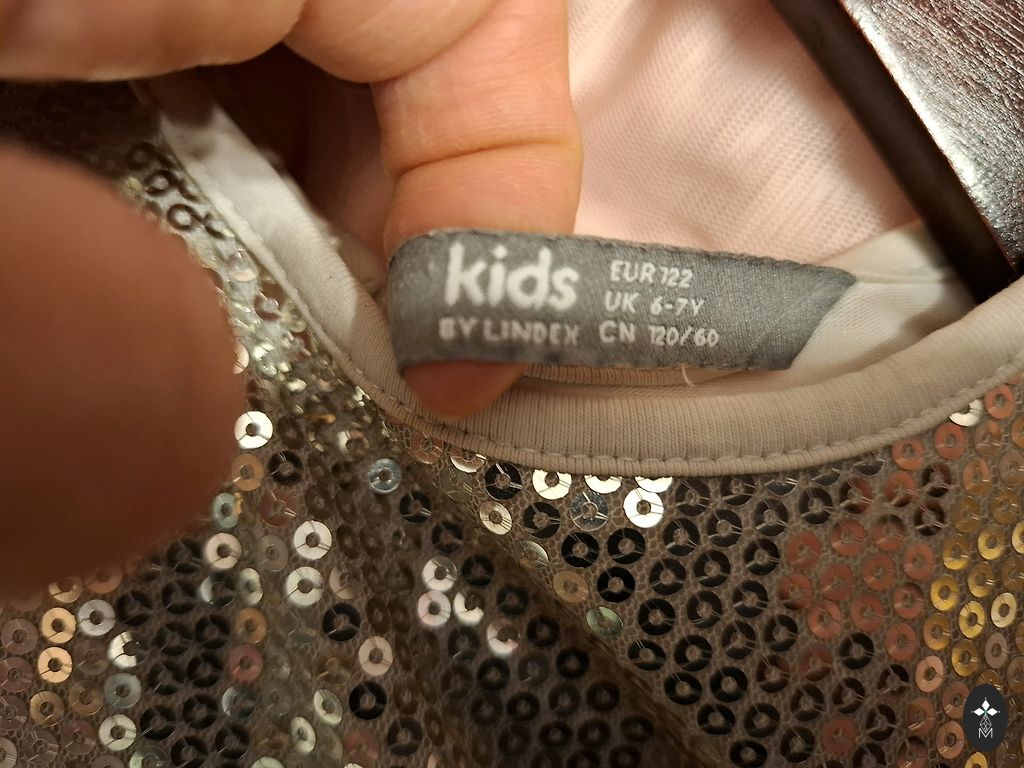 kids
BY LINDEX
EUR 122
UK 6-7Y
CN 120/60